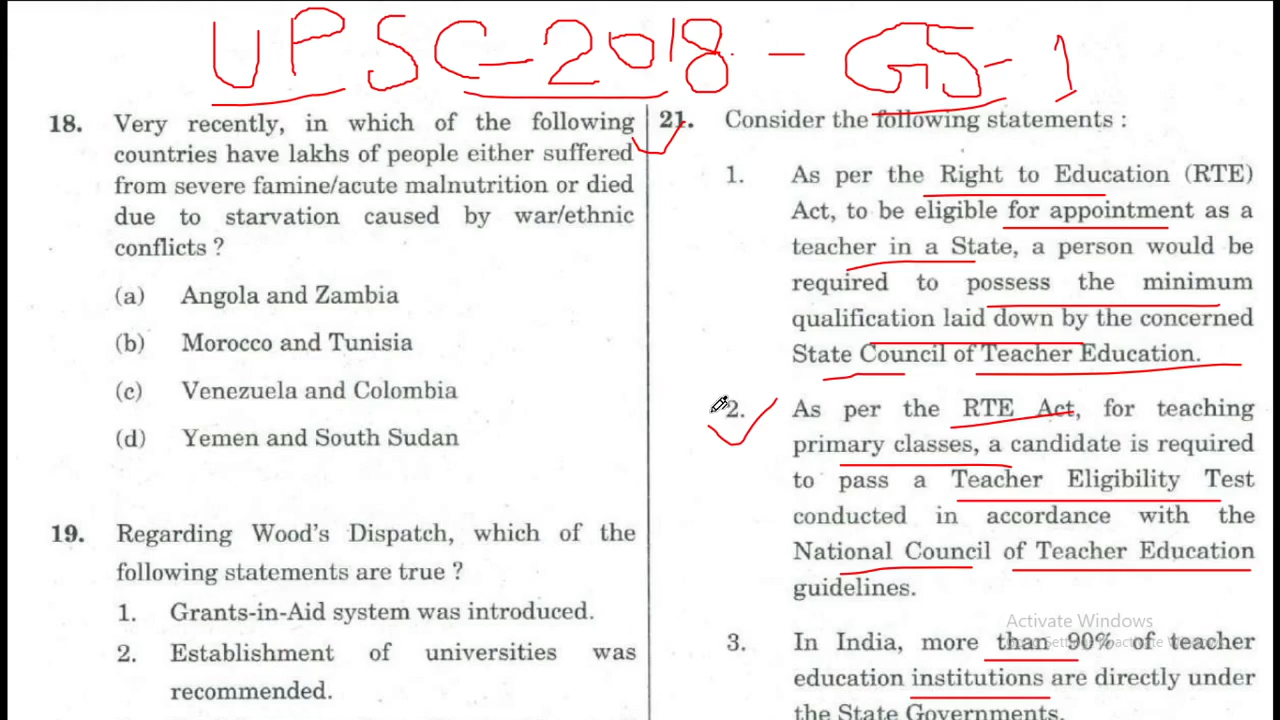 UPSC-2018 - GS-1
18. Very recently, in which of the following
countries have lakhs of people either suffered
from severe famine/acute malnutrition or died
due to starvation caused by war/ethnic
conflicts ?
(a) Angola and Zambia
(b) Morocco and Tunisia
(c) Venezuela and Colombia
(d) Yemen and South Sudan
19. Regarding Wood's Dispatch, which of the
following statements are true ?
1. Grants-in-Aid system was introduced.
2. Establishment of universities was
recommended.
21. Consider the following statements :
1. As per the Right to Education (RTE)
Act, to be eligible for appointment as a
teacher in a State, a person would be
required to possess the minimum
qualification laid down by the concerned
State Council of Teacher Education.
2. As per the RTE Act, for teaching
primary classes, a candidate is required
to pass a Teacher Eligibility Test
conducted in accordance with the
National Council of Teacher Education
guidelines.
3. In India, more than 90% of teacher
education institutions are directly under
the State Governments.
Activate Windows